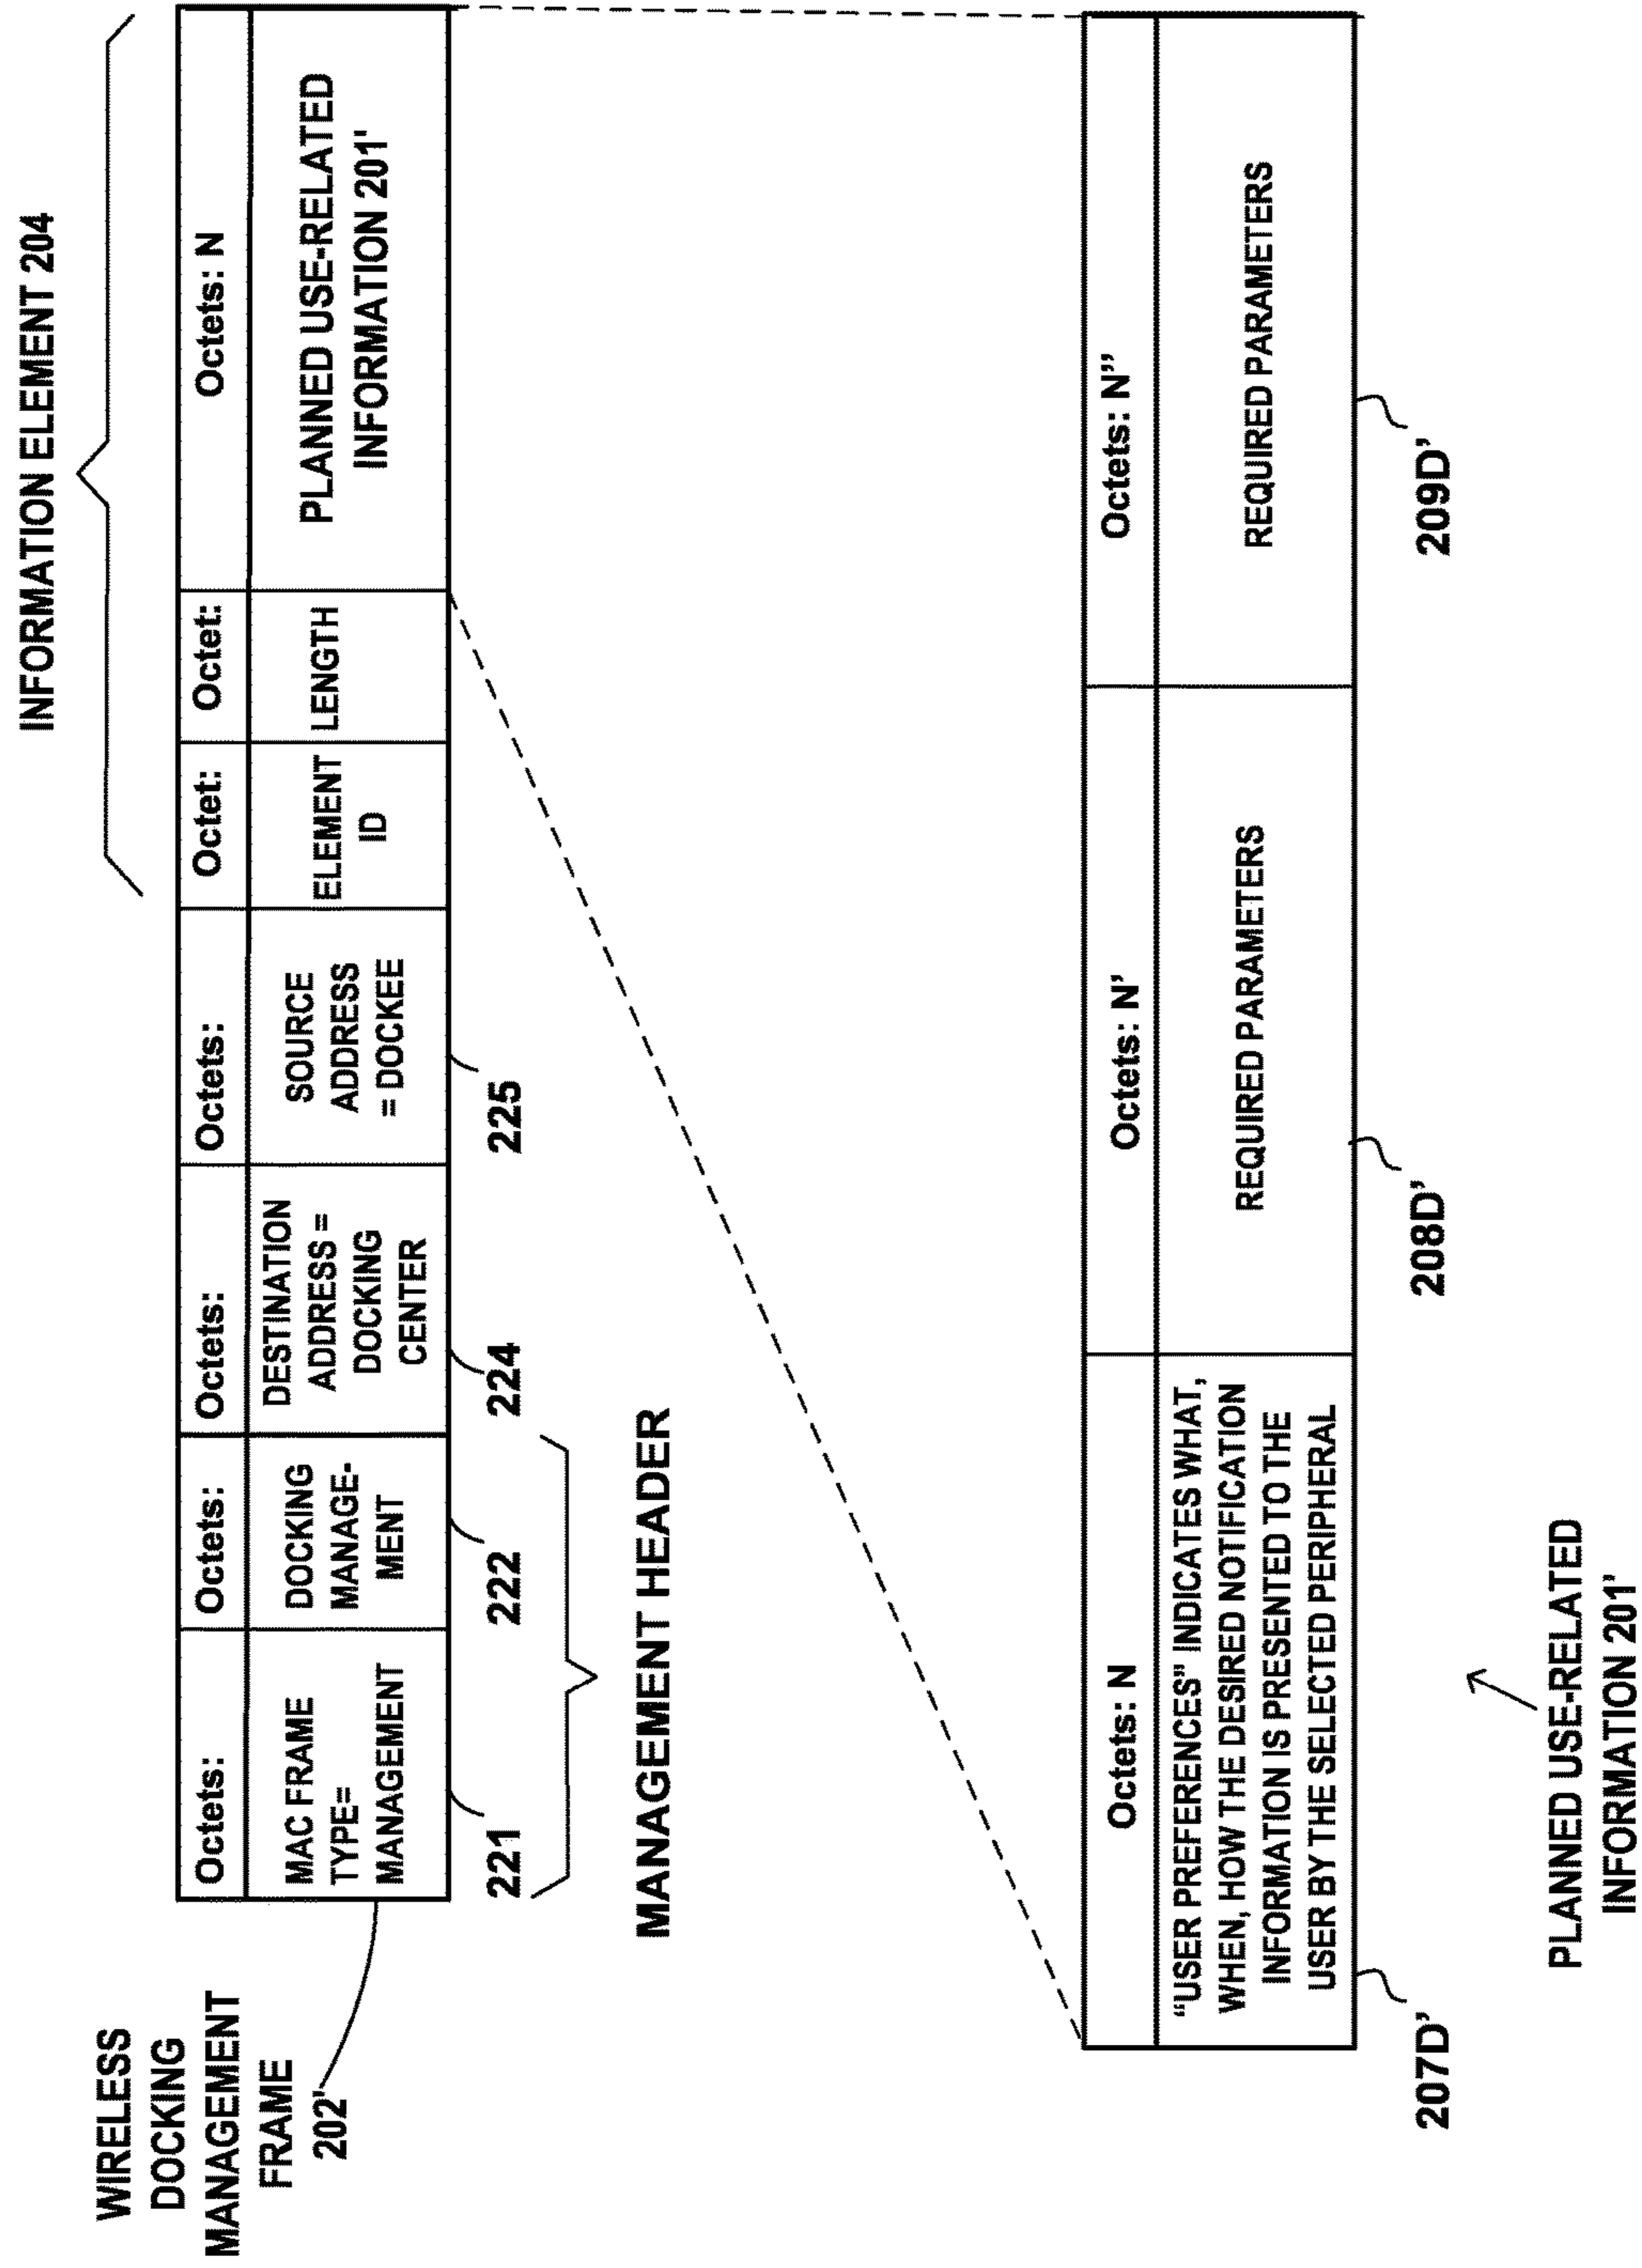 INFORMATION ELEMENT 204
WIRELESS
DOCKING
MANAGEMENT
FRAME
202'
Octets:
Octets:
Octets:
Octets:
Octet:
Octet:
Octets: N
MAC FRAME
TYPE=
MANAGEMENT
DOCKING
MANAGE-
MENT
DESTINATION
ADDRESS =
DOCKING
CENTER
SOURCE
ADDRESS
= DOCKEE
ELEMENT
ID
LENGTH
PLANNED USE-RELATED
INFORMATION 201'
221
222
224
225
MANAGEMENT HEADER
Octets: N
Octets: N'
Octets: N”
“USER PREFERENCES” INDICATES WHAT,
WHEN, HOW THE DESIRED NOTIFICATION
INFORMATION IS PRESENTED TO THE
USER BY THE SELECTED PERIPHERAL
REQUIRED PARAMETERS
REQUIRED PARAMETERS
207D’
208D’
209D’
PLANNED USE-RELATED
INFORMATION 201'